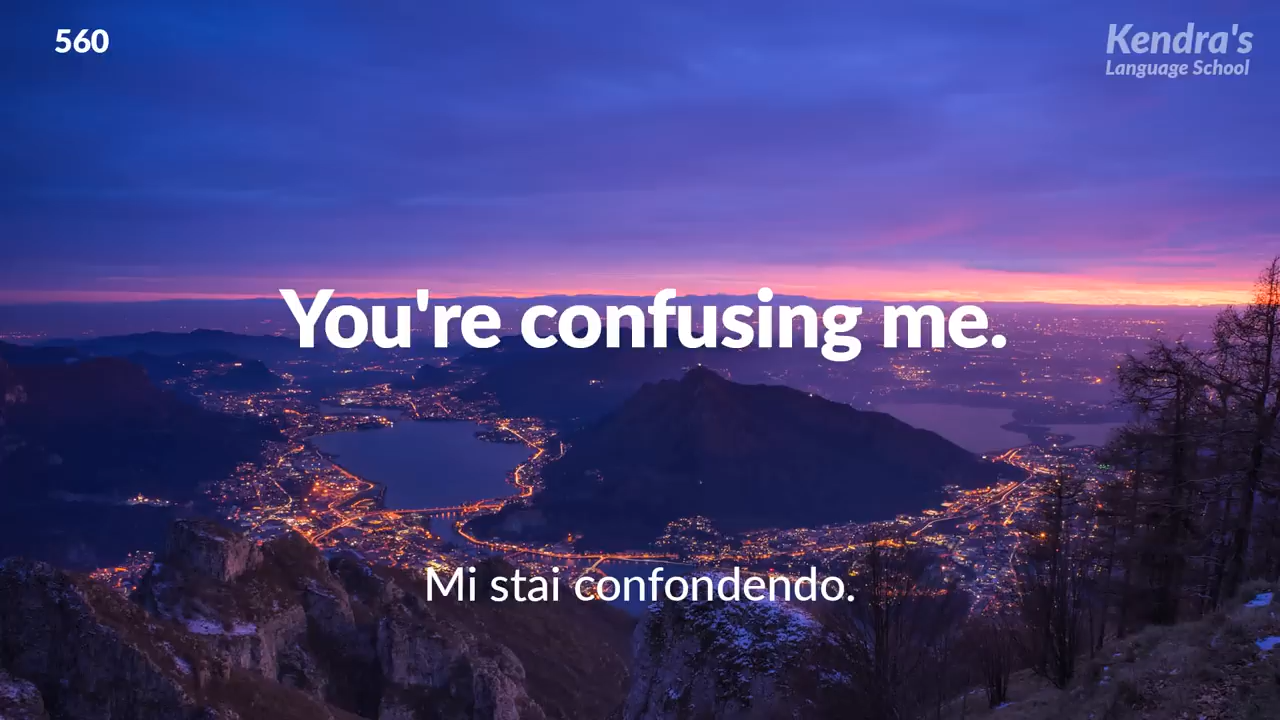 560
Kendra's
Language School
You're confusing me.
Mi stai confondendo.